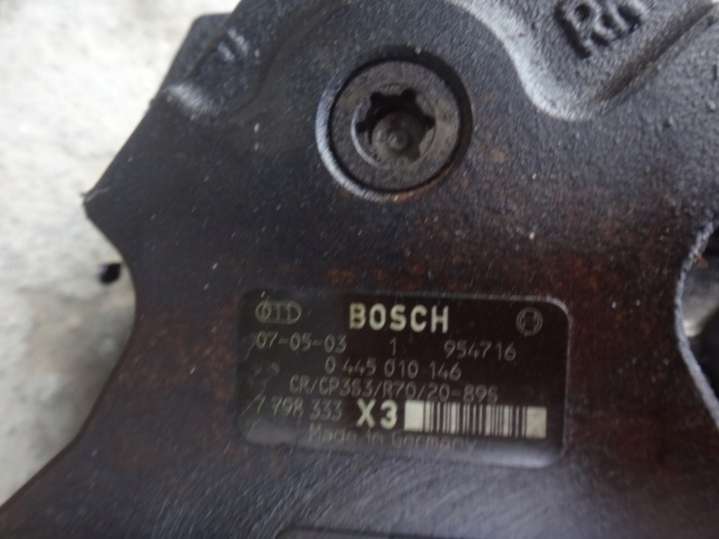 RK
BOSCH
07-05-03 1 954716
0 445 010 146
CR/CP3S3/R70/20-89S
7 798 333 X3
Made in Germany